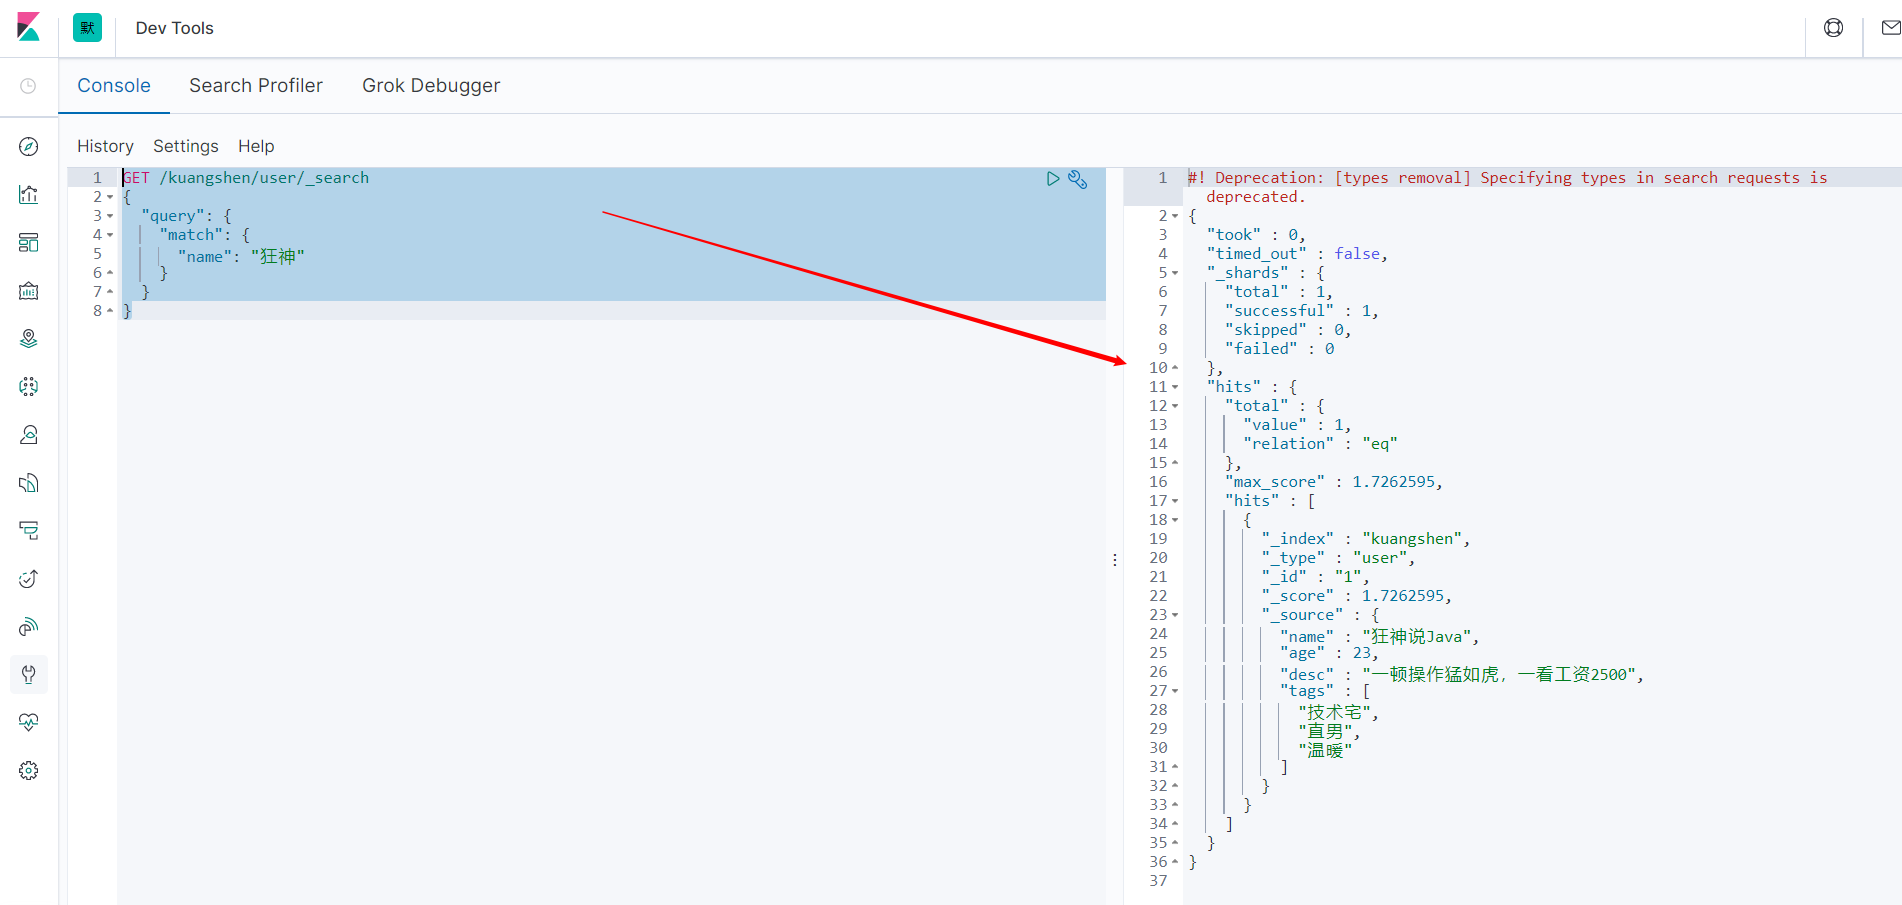 默 Dev Tools
Console Search Profiler Grok Debugger
History Settings Help
1 GET /kuangshen/user/_search
2 {
3 "query": {
4 "match": {
5 "name": "狂神"
6 }
7 }
8 }
1 #! Deprecation: [types removal] Specifying types in search requests is
deprecated.
2 {
3 "took" : 0,
4 "timed_out" : false,
5 "_shards" : {
6 "total" : 1,
7 "successful" : 1,
8 "skipped" : 0,
9 "failed" : 0
10 },
11 "hits" : {
12 "total" : {
13 "value" : 1,
14 "relation" : "eq"
15 },
16 "max_score" : 1.7262595,
17 "hits" : [
18 {
19 "_index" : "kuangshen",
20 "_type" : "user",
21 "_id" : "1",
22 "_score" : 1.7262595,
23 "_source" : {
24 "name" : "狂神说Java",
25 "age" : 23,
26 "desc" : "一顿操作猛如虎，一看工资2500",
27 "tags" : [
28 "技术宅",
29 "直男",
30 "温暖"
31 ]
32 }
33 }
34 ]
35 }
36 }
37